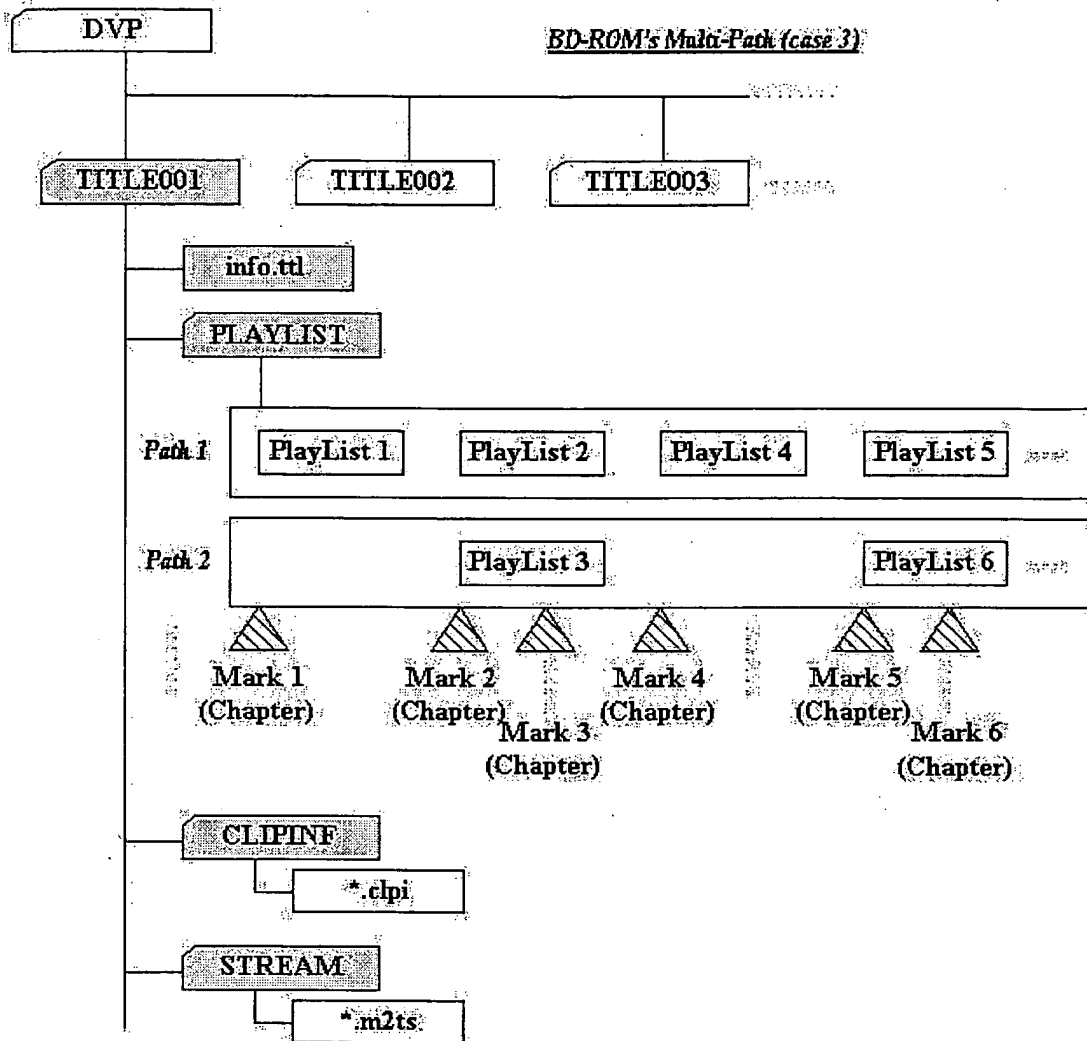 DVP
BD-ROM's Multi-Path (case 3)
TITLE001
TITLE002
TITLE003
info.ttl
PLAYLIST
Path 1
PlayList 1
PlayList 2
PlayList 4
PlayList 5
Path 2
PlayList 3
PlayList 6
Mark 1
(Chapter)
Mark 2
(Chapter)
Mark 3
(Chapter)
Mark 4
(Chapter)
Mark 5
(Chapter)
Mark 6
(Chapter)
CLIPINF
*.clpi
STREAM
*.m2ts